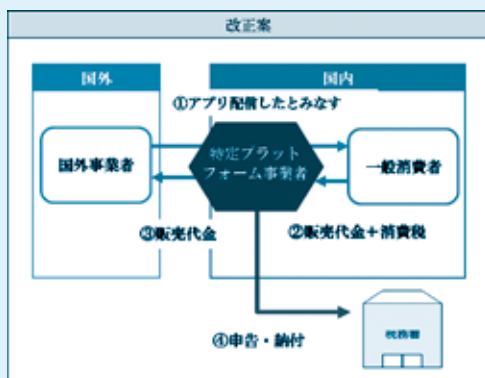 改正案
国外
国内
①アプリ配信したとみなす
国外事業者
特定プラット
フォーム事業者
一般消費者
③販売代金
②販売代金＋消費税
④申告・納付
税務署